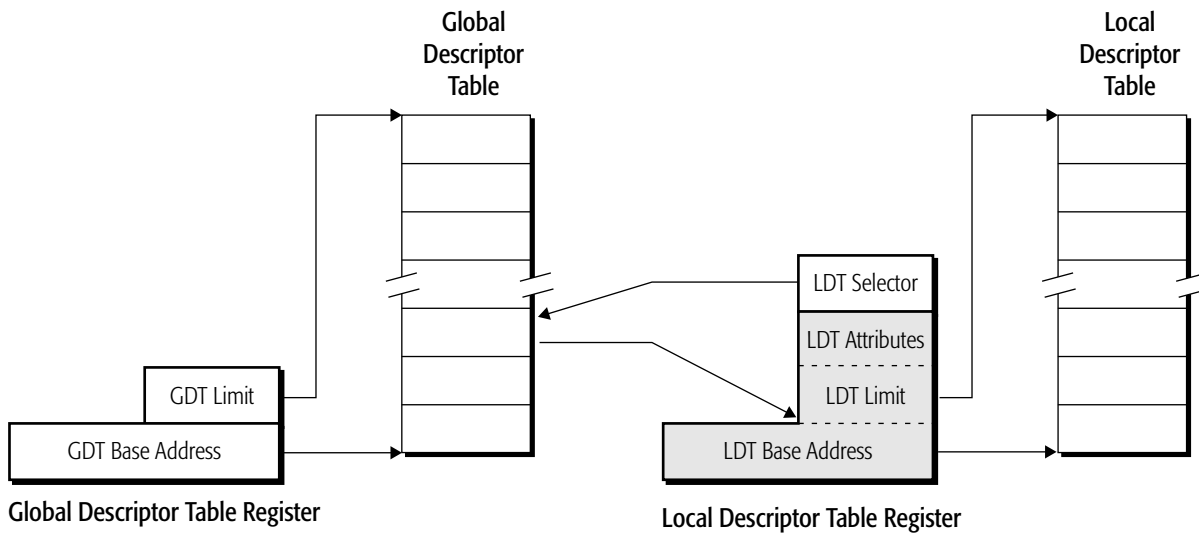 Global
Descriptor
Table
Local
Descriptor
Table
LDT Selector
LDT Attributes
GDT Limit
LDT Limit
GDT Base Address
LDT Base Address
Global Descriptor Table Register
Local Descriptor Table Register